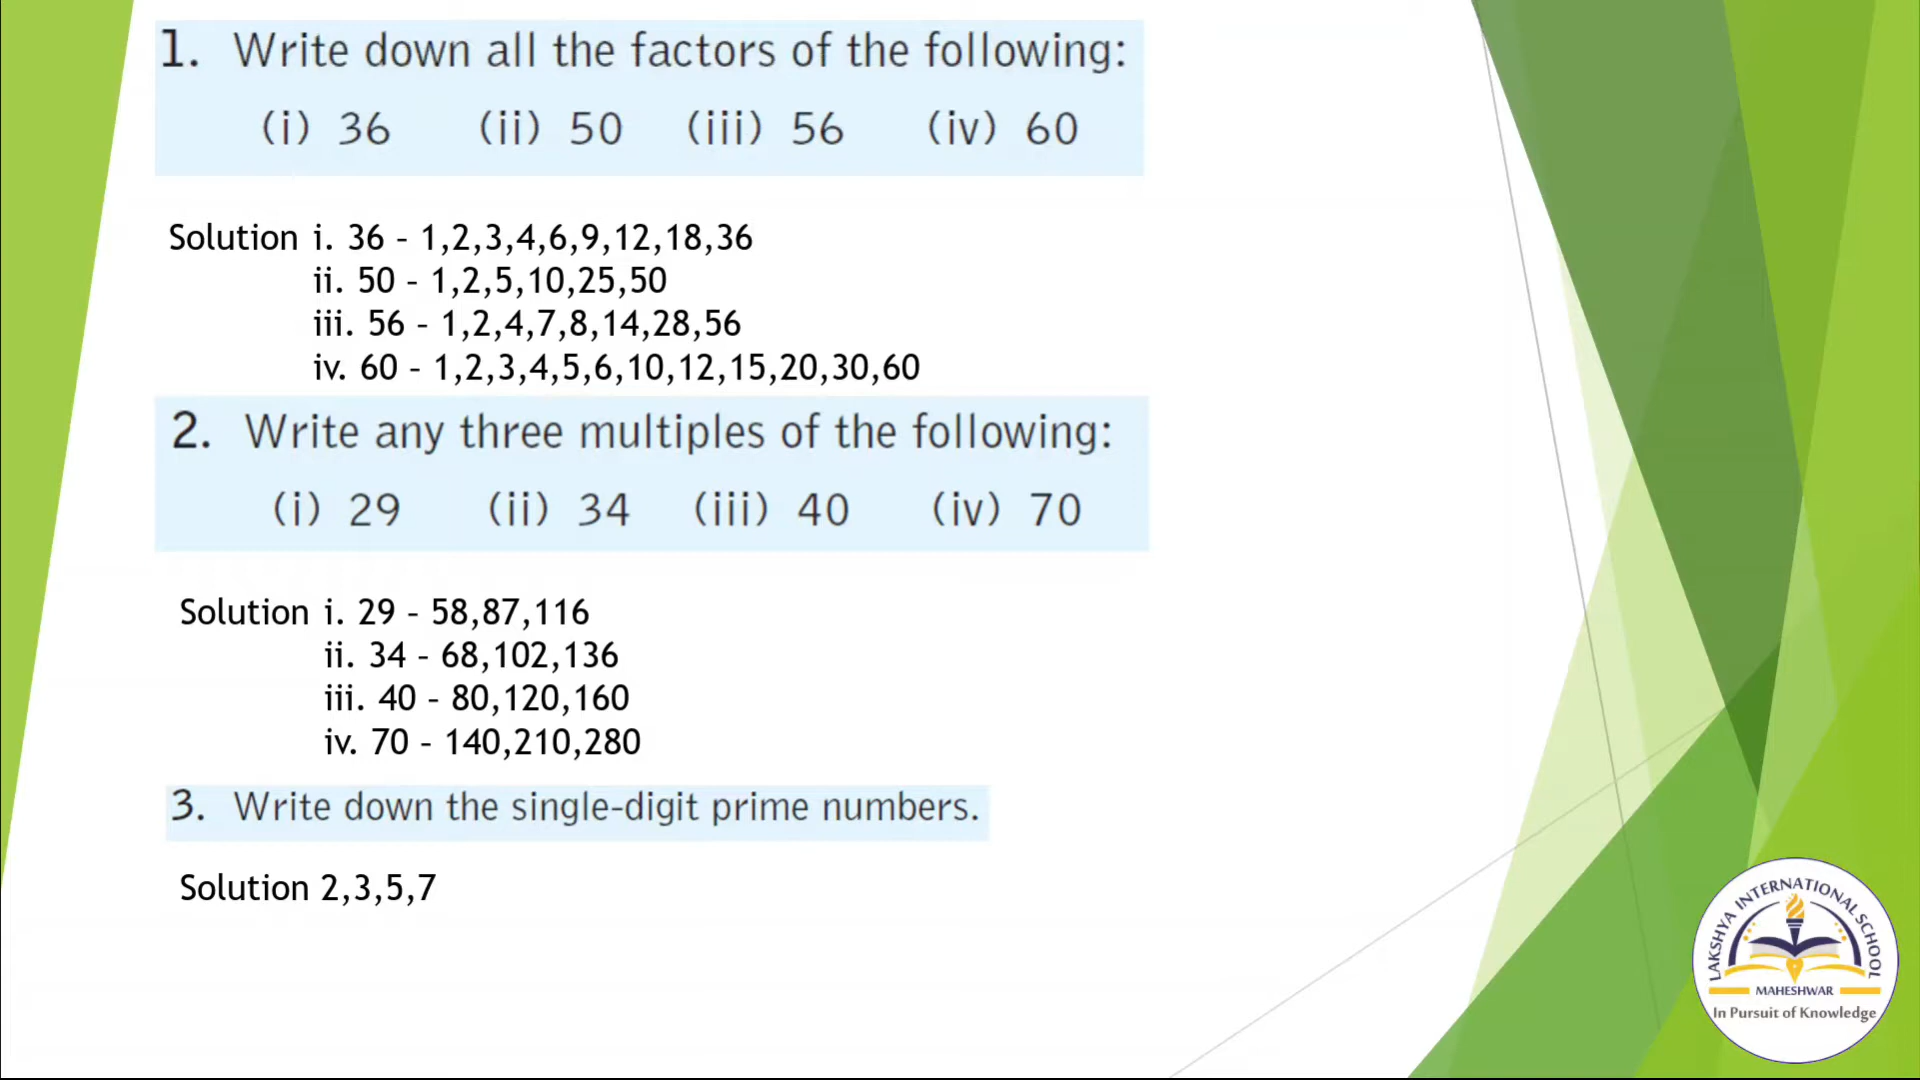 1. Write down all the factors of the following:
(i) 36 (ii) 50 (iii) 56 (iv) 60
Solution i. 36 – 1,2,3,4,6,9,12,18,36
ii. 50 – 1,2,5,10,25,50
iii. 56 – 1,2,4,7,8,14,28,56
iv. 60 – 1,2,3,4,5,6,10,12,15,20,30,60
2. Write any three multiples of the following:
(i) 29 (ii) 34 (iii) 40 (iv) 70
Solution i. 29 – 58,87,116
ii. 34 – 68,102,136
iii. 40 – 80,120,160
iv. 70 – 140,210,280
3. Write down the single-digit prime numbers.
Solution 2,3,5,7
LAKSHYA INTERNATIONAL SCHOOL
MAHESHWAR
In Pursuit of Knowledge